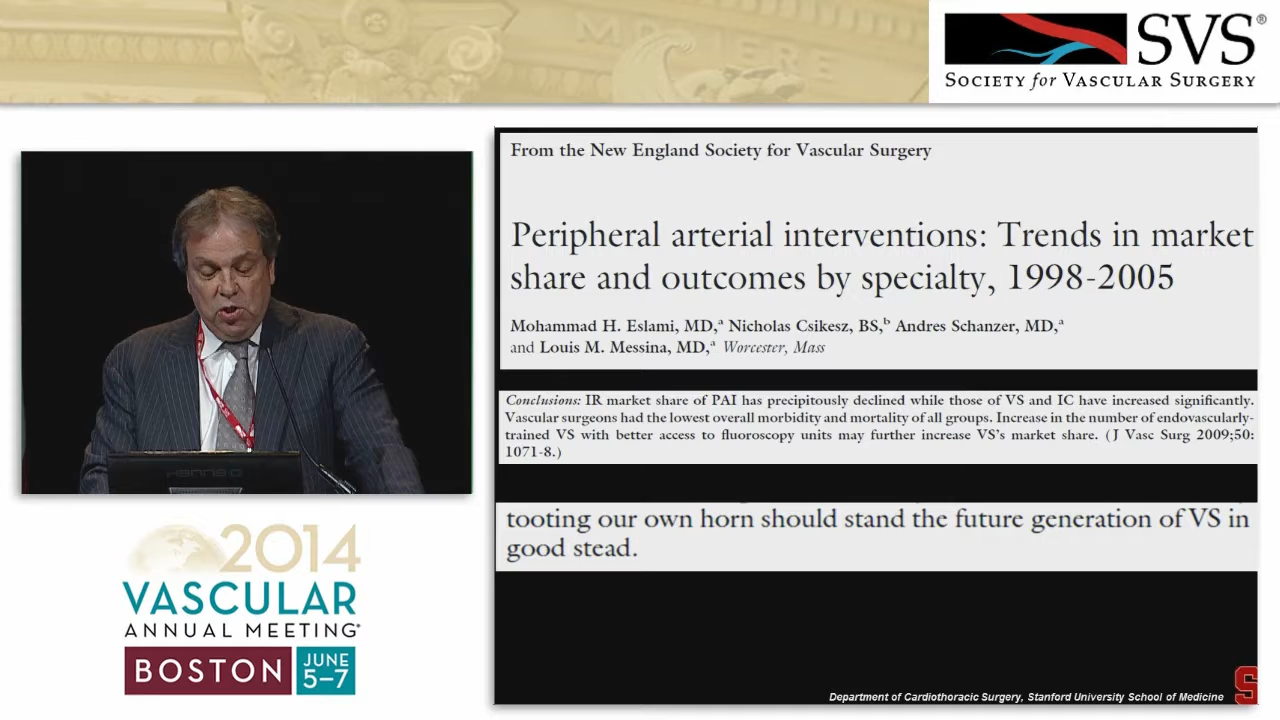 MOLIERE
SVS®
SOCIETY for VASCULAR SURGERY
From the New England Society for Vascular Surgery
Peripheral arterial interventions: Trends in market
share and outcomes by specialty, 1998-2005
Mohammad H. Eslami, MD,ᵃ Nicholas Csikesz, BS,ᵇ Andres Schanzer, MD,ᵃ
and Louis M. Messina, MD,ᵃ Worcester, Mass
Conclusions: IR market share of PAI has precipitously declined while those of VS and IC have increased significantly.
Vascular surgeons had the lowest overall morbidity and mortality of all groups. Increase in the number of endovascularly-
trained VS with better access to fluoroscopy units may further increase VS's market share. (J Vasc Surg 2009;50:
1071-8.)
tooting our own horn should stand the future generation of VS in
good stead.
Department of Cardiothoracic Surgery, Stanford University School of Medicine
S
2014
VASCULAR
ANNUAL MEETING®
BOSTON
JUNE
5–7